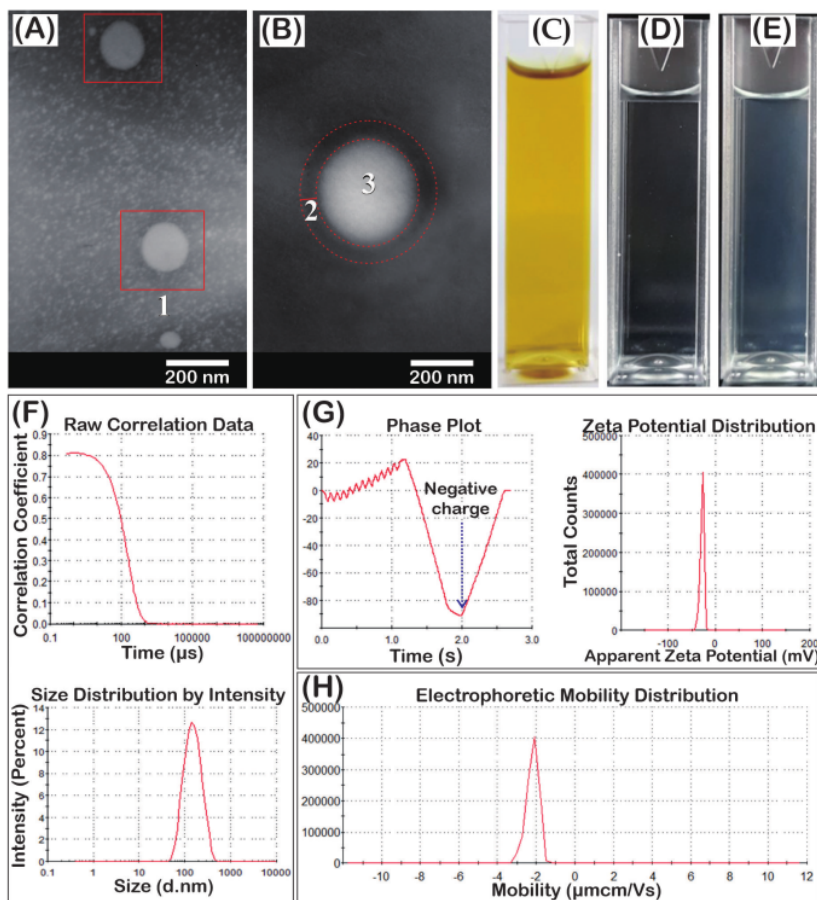 (A)
1
200 nm
(B)
2
3
200 nm
(C)
(D)
(E)
(F)
Raw Correlation Data
Correlation Coefficient
0.9
0.8
0.7
0.6
0.5
0.4
0.3
0.2
0.1
0.0
0.1 100 100000 100000000
Time (µs)
Size Distribution by Intensity
Intensity (Percent)
14
12
10
8
6
4
2
0
0.1 1 10 100 1000 10000
Size (d.nm)
(G)
Phase Plot
40
20
0
-20
-40
-60
-80
Negative
charge
0.0 1.0 2.0 3.0
Time (s)
Zeta Potential Distribution
Total Counts
500000
400000
300000
200000
100000
0
-100 0 100 200
Apparent Zeta Potential (mV)
(H)
Electrophoretic Mobility Distribution
500000
400000
300000
200000
100000
0
-10 -8 -6 -4 -2 0 2 4 6 8 10 12
Mobility (µmcm/Vs)